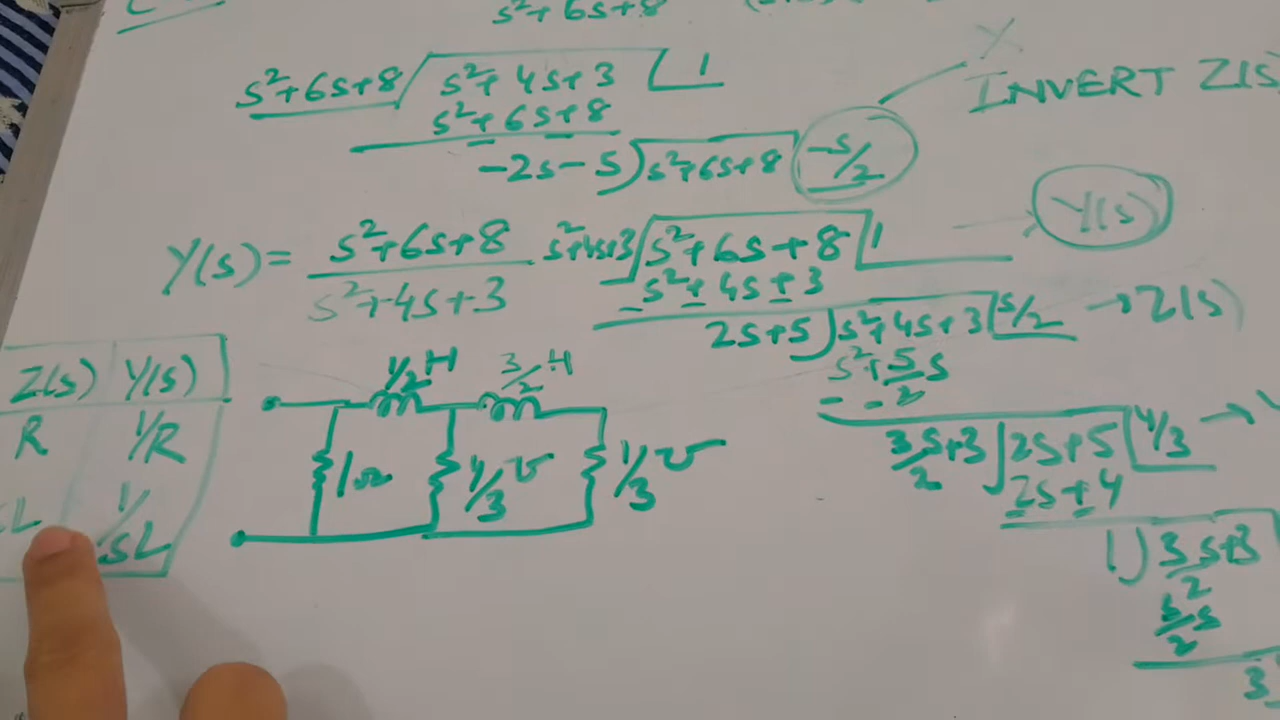 s²+6s+8
s²+6s+8 ) s²+4s+3 ( 1
s²+6s+8
-2s-5 ) s²+6s+8 ( -s/2
INVERT Z(s)
Y(s)
Y(s) = s²+6s+8 / s²+4s+3
s²+4s+3 ) s²+6s+8 ( 1
s²+4s+3
2s+5 ) s²+4s+3 ( s/2 → Z(s)
s²+5/2 s
3/2 s+3 ) 2s+5 ( 4/3 →
2s+4
1 ) 3/2 s+3
3
Z(s) Y(s)
R 1/R
1/sL
1/2 H 3/2 H
1Ω 1/3 ℧ 1/3 ℧